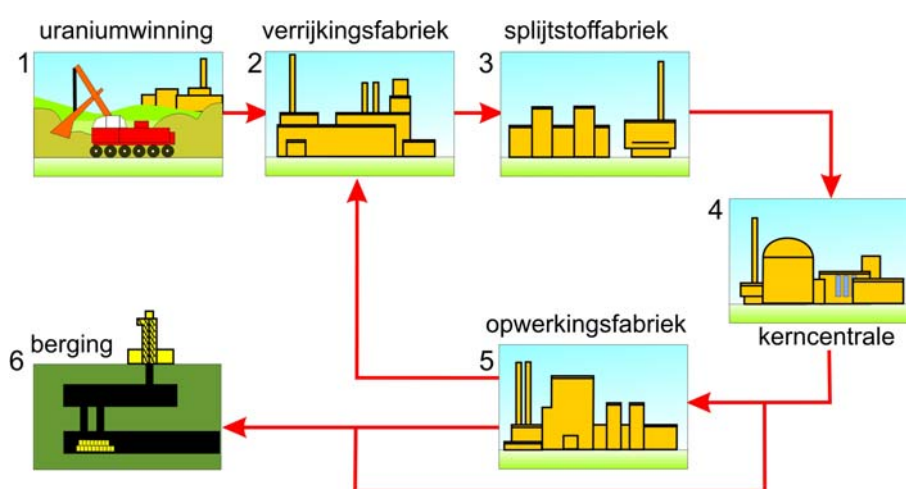 uraniumwinning
1
verrijkingsfabriek
2
splijtstoffabriek
3
4
kerncentrale
opwerkingsfabriek
5
6 berging